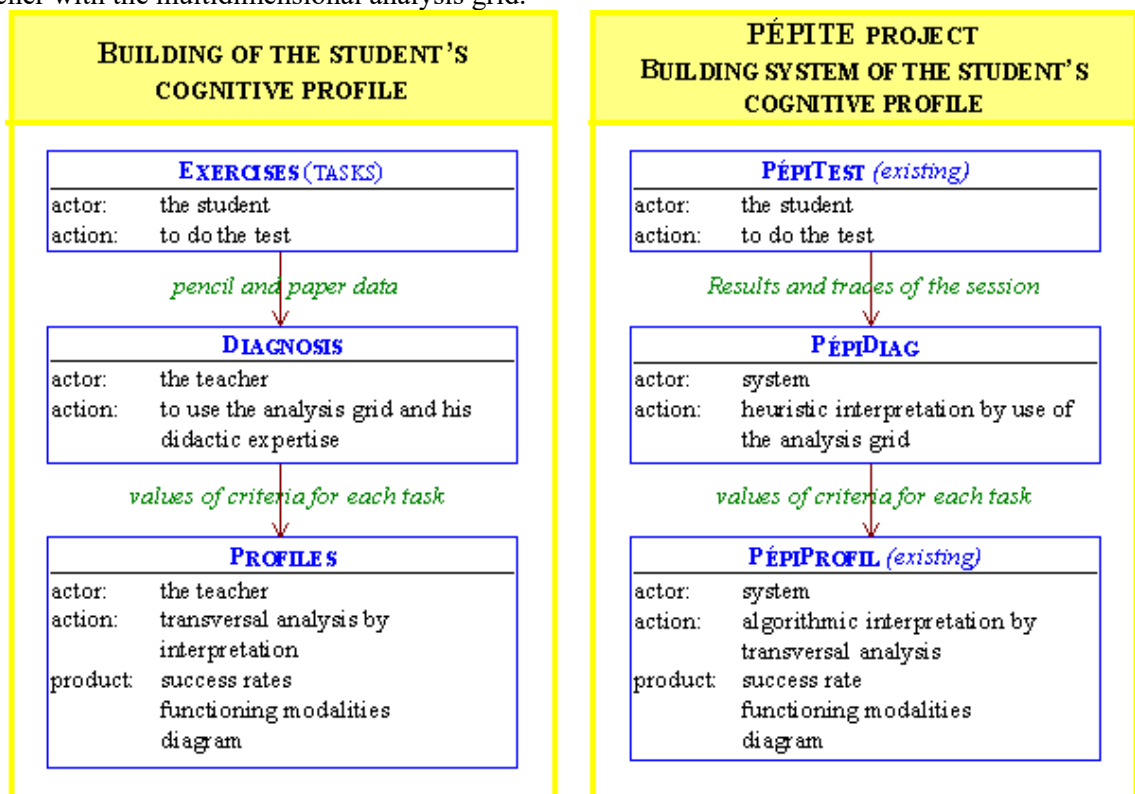 with the multidimensional analysis grid.
BUILDING OF THE STUDENT'S
COGNITIVE PROFILE
EXERCISES (TASKS)
actor: the student
action: to do the test
pencil and paper data
DIAGNOSIS
actor: the teacher
action: to use the analysis grid and his
didactic expertise
values of criteria for each task
PROFILES
actor: the teacher
action: transversal analysis by
interpretation
product: success rates
functioning modalities
diagram
PÉPITE PROJECT
BUILDING SYSTEM OF THE STUDENT'S
COGNITIVE PROFILE
PÉPITEST (existing)
actor: the student
action: to do the test
Results and traces of the session
PÉPIDIAG
actor: system
action: heuristic interpretation by use of
the analysis grid
values of criteria for each task
PÉPIPROFIL (existing)
actor: system
action: algorithmic interpretation by
transversal analysis
product: success rate
functioning modalities
diagram